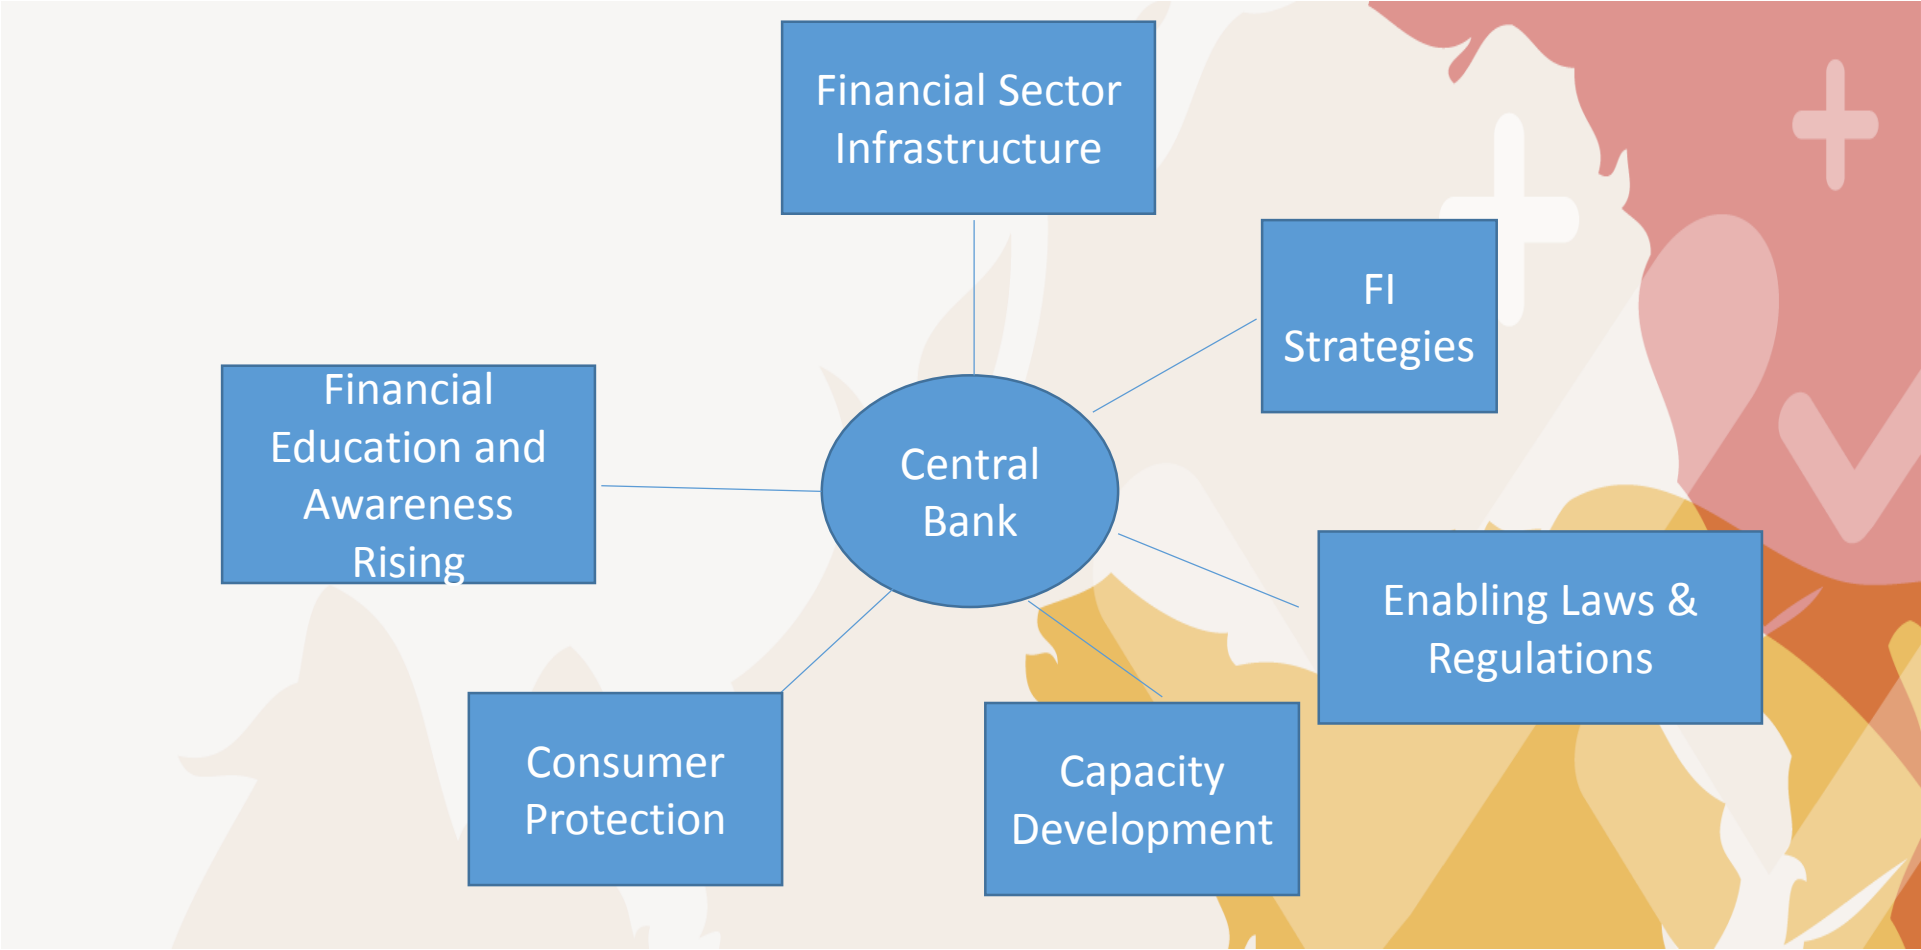 Financial Sector
Infrastructure
FI
Strategies
Financial
Education and
Awareness
Rising
Central
Bank
Enabling Laws &
Regulations
Consumer
Protection
Capacity
Development